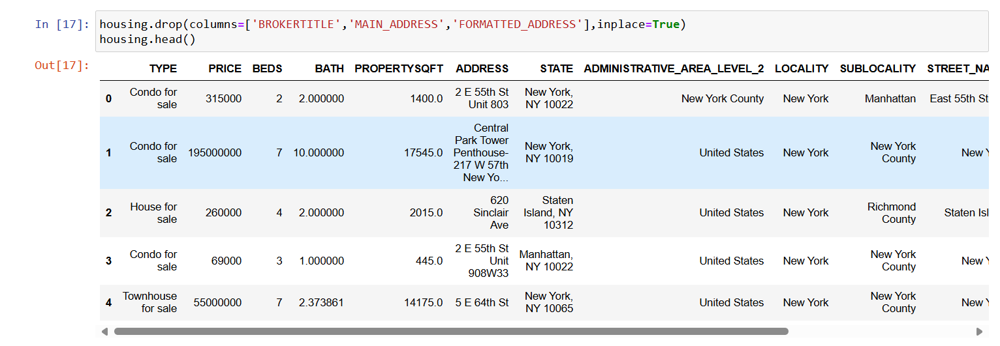 In [17]: housing.drop(columns=['BROKERTITLE','MAIN_ADDRESS','FORMATTED_ADDRESS'],inplace=True)
housing.head()
Out[17]:
TYPE PRICE BEDS BATH PROPERTYSQFT ADDRESS STATE ADMINISTRATIVE_AREA_LEVEL_2 LOCALITY SUBLOCALITY STREET_NA
0 Condo for sale 315000 2 2.000000 1400.0 2 E 55th St Unit 803 New York, NY 10022 New York County New York Manhattan East 55th St
1 Condo for sale 195000000 7 10.000000 17545.0 Central Park Tower Penthouse-217 W 57th New Yo... New York, NY 10019 United States New York New York County New Y
2 House for sale 260000 4 2.000000 2015.0 620 Sinclair Ave Staten Island, NY 10312 United States New York Richmond County Staten Isl
3 Condo for sale 69000 3 1.000000 445.0 2 E 55th St Unit 908W33 Manhattan, NY 10022 United States New York New York County New Y
4 Townhouse for sale 55000000 7 2.373861 14175.0 5 E 64th St New York, NY 10065 United States New York New York County New Y